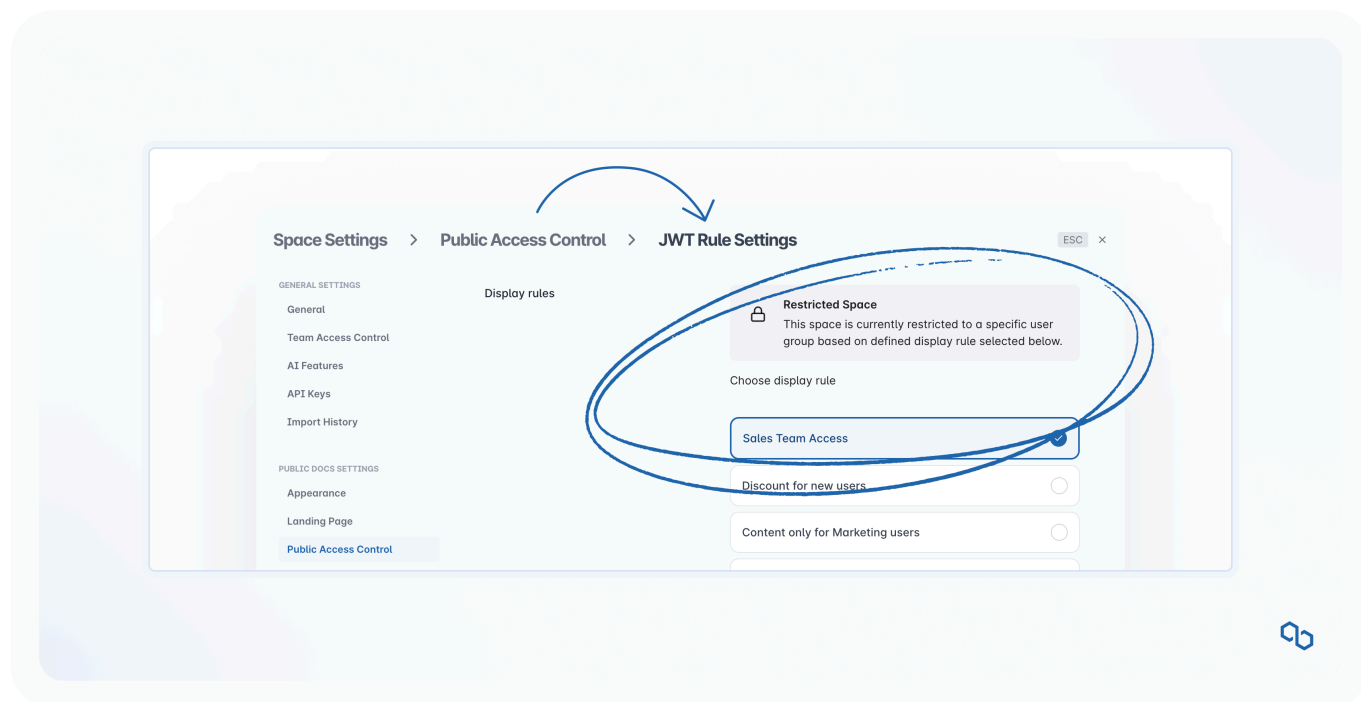 Space Settings > Public Access Control > JWT Rule Settings
ESC ×
GENERAL SETTINGS
General
Team Access Control
AI Features
API Keys
Import History
PUBLIC DOCS SETTINGS
Appearance
Landing Page
Public Access Control
Display rules
Restricted Space
This space is currently restricted to a specific user
group based on defined display rule selected below.
Choose display rule
Sales Team Access
Discount for new users
Content only for Marketing users